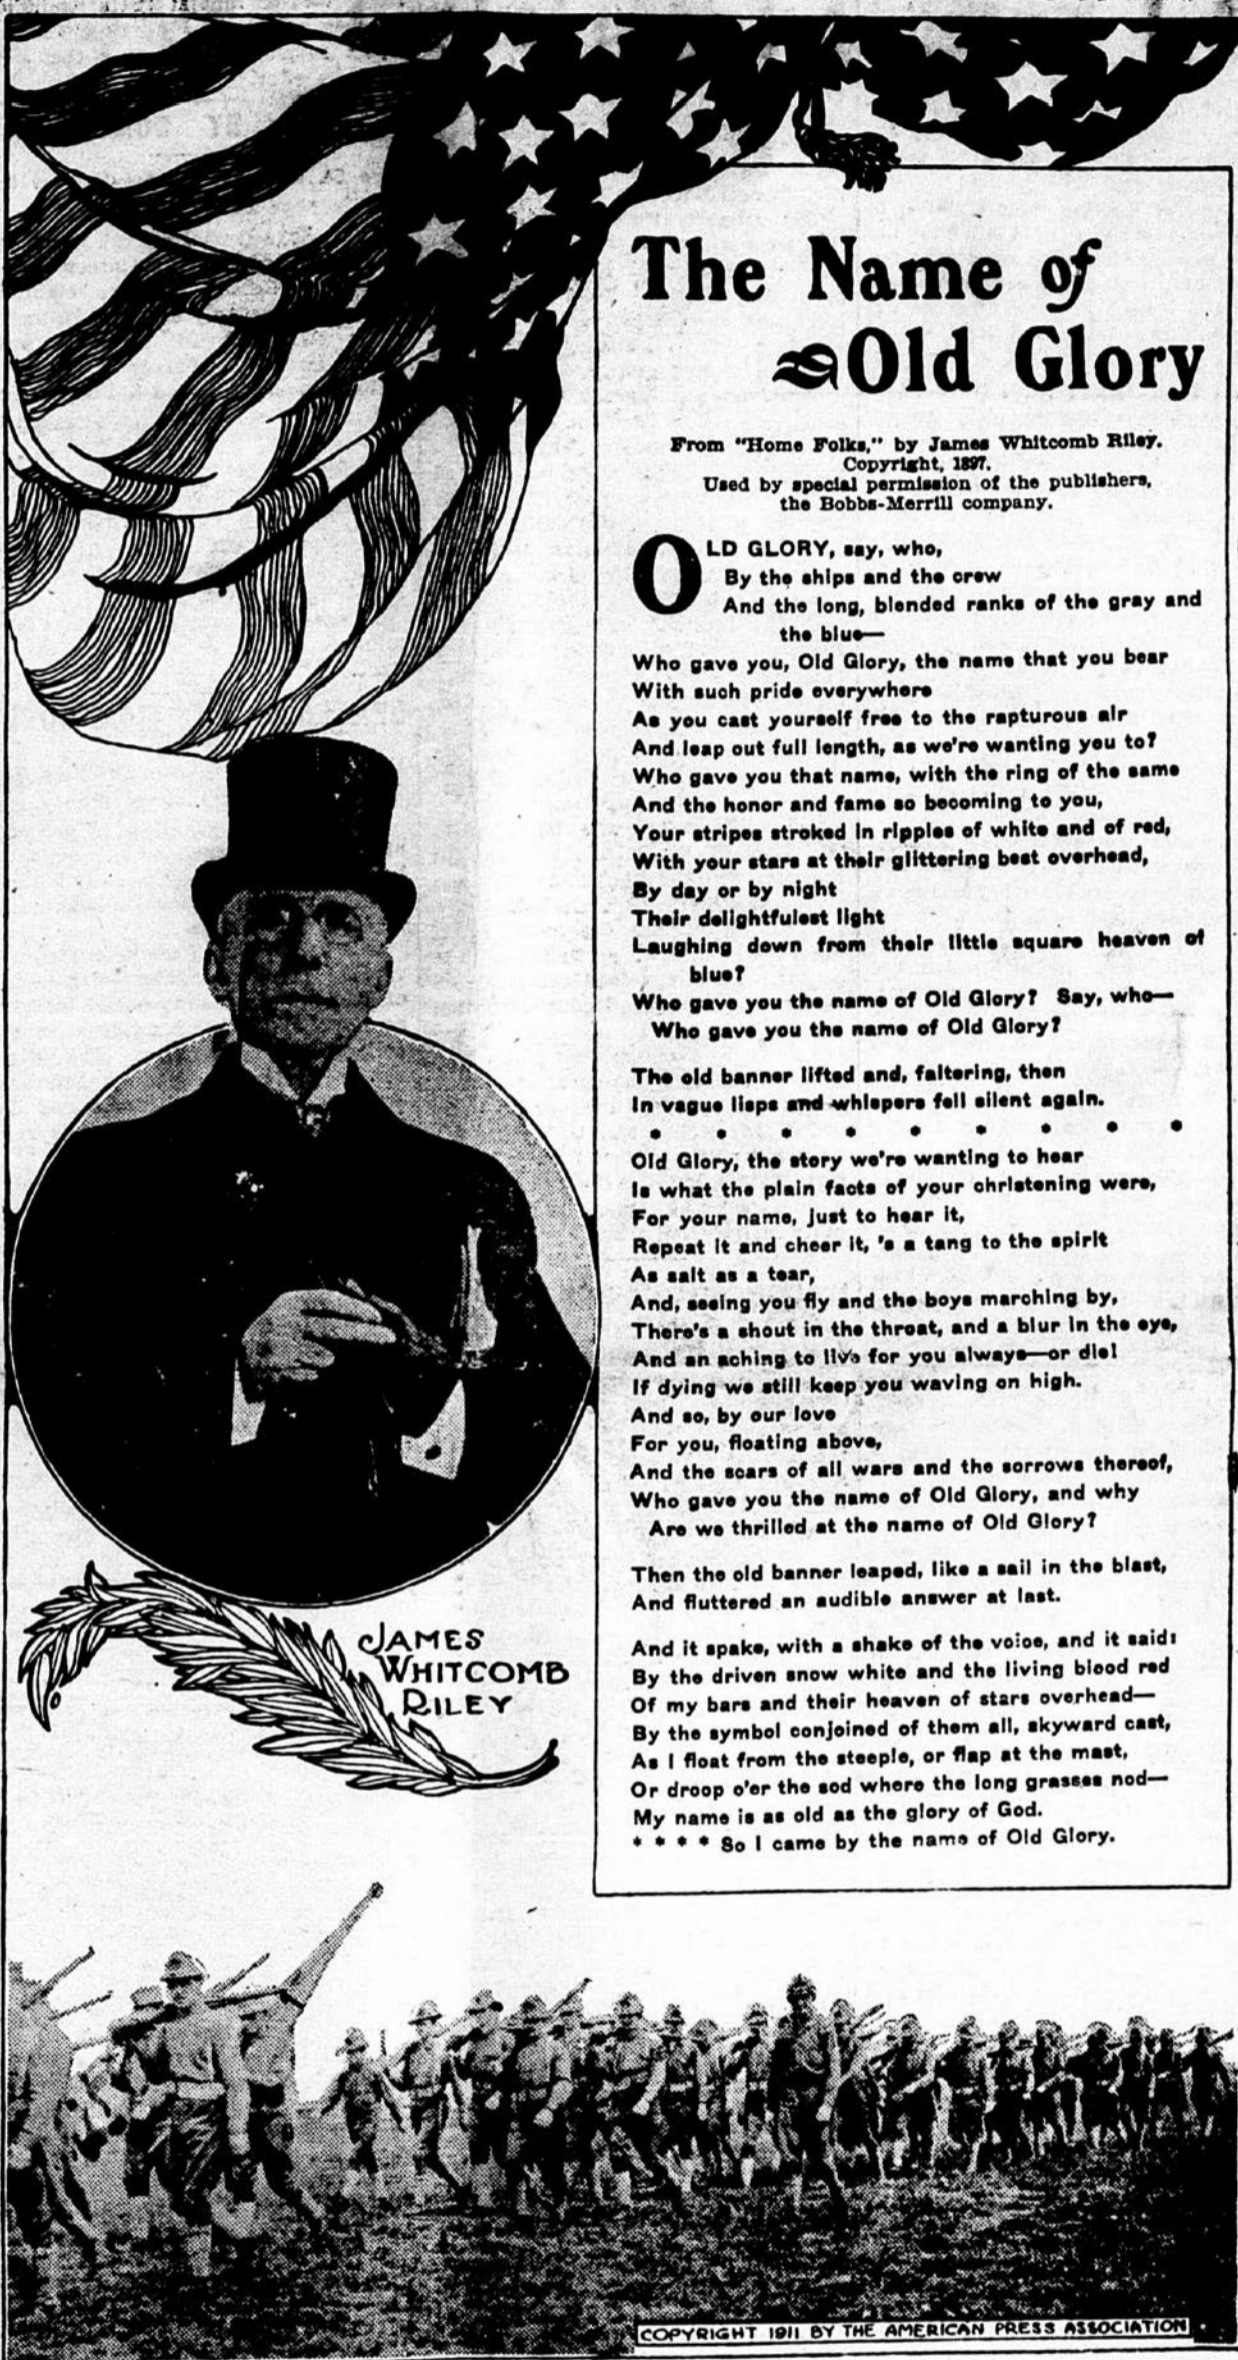 The Name of
Old Glory
From "Home Folks," by James Whitcomb Riley.
Copyright, 1897.
Used by special permission of the publishers,
the Bobbs-Merrill company.
OLD GLORY, say, who,
By the ships and the crew
And the long, blended ranks of the gray and
the blue—
Who gave you, Old Glory, the name that you bear
With such pride everywhere
As you cast yourself free to the rapturous air
And leap out full length, as we're wanting you to?
Who gave you that name, with the ring of the same
And the honor and fame so becoming to you,
Your stripes stroked in ripples of white and of red,
With your stars at their glittering best overhead,
By day or by night
Their delightfulest light
Laughing down from their little square heaven of
blue?
Who gave you the name of Old Glory? Say, who—
Who gave you the name of Old Glory?
The old banner lifted and, faltering, then
In vague lisps and whispers fell silent again.
* * * * * * * * *
Old Glory, the story we're wanting to hear
Is what the plain facts of your christening were,
For your name, just to hear it,
Repeat it and cheer it, 's a tang to the spirit
As salt as a tear,
And, seeing you fly and the boys marching by,
There's a shout in the throat, and a blur in the eye,
And an aching to live for you always—or die!
If dying we still keep you waving on high.
And so, by our love
For you, floating above,
And the scars of all wars and the sorrows thereof,
Who gave you the name of Old Glory, and why
Are we thrilled at the name of Old Glory?
Then the old banner leaped, like a sail in the blast,
And fluttered an audible answer at last.
And it spake, with a shake of the voice, and it said:
By the driven snow white and the living blood red
Of my bars and their heaven of stars overhead—
By the symbol conjoined of them all, skyward cast,
As I float from the steeple, or flap at the mast,
Or droop o'er the sod where the long grasses nod—
My name is as old as the glory of God.
* * * * So I came by the name of Old Glory.
JAMES
WHITCOMB
RILEY
COPYRIGHT 1911 BY THE AMERICAN PRESS ASSOCIATION